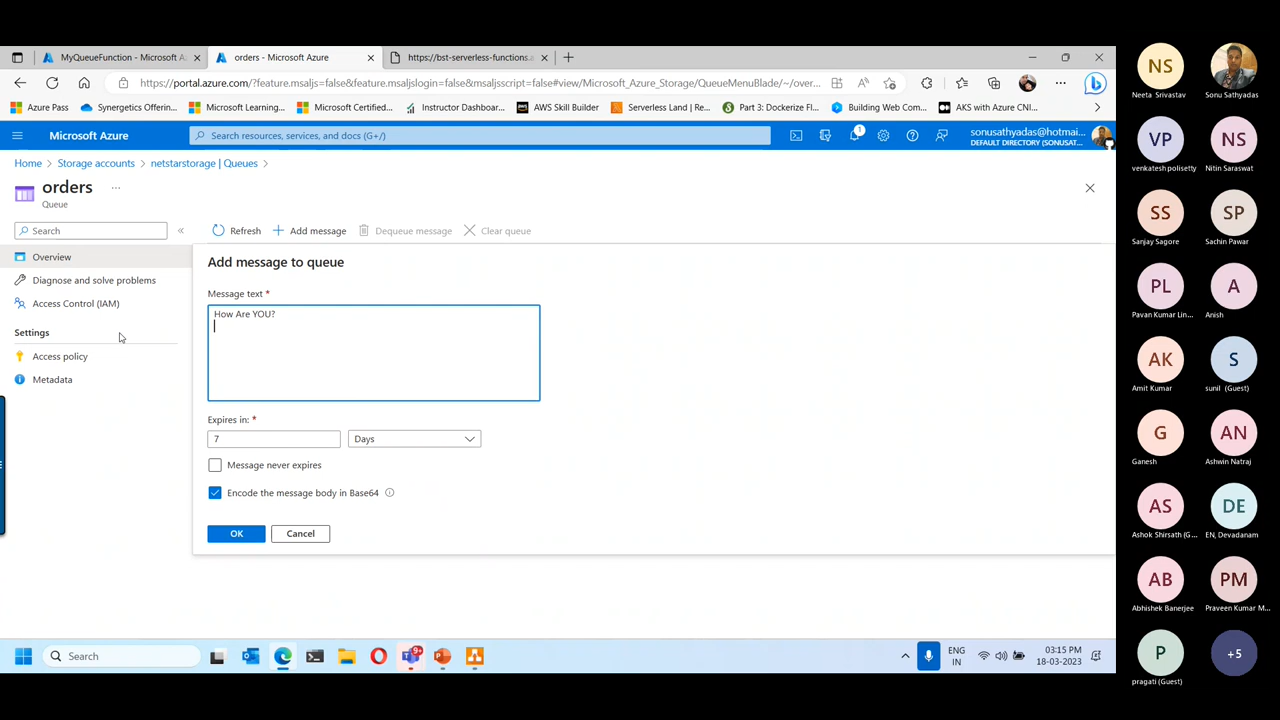 MyQueueFunction - Microsoft Az
orders - Microsoft Azure
https://bst-serverless-functions.a
https://portal.azure.com/?feature.msaljs=false&feature.msaljslogin=false&msaljsscript=false#view/Microsoft_Azure_Storage/QueueMenuBlade/~/over...
Azure Pass
Synergetics Offering...
Microsoft Learning...
Microsoft Certified...
Instructor Dashboar...
AWS Skill Builder
Serverless Land | Re...
Part 3: Dockerize Fl...
Building Web Com...
AKS with Azure CNI...
Microsoft Azure
Search resources, services, and docs (G+/)
1
sonusathyadas@hotmai...
DEFAULT DIRECTORY (SONUSAT...
Home
Storage accounts
netstarstorage | Queues
orders
Queue
Search
Refresh
Add message
Dequeue message
Clear queue
Overview
Diagnose and solve problems
Access Control (IAM)
Settings
Access policy
Metadata
Add message to queue
Message text *
How Are YOU?
Expires in: *
7
Days
Message never expires
Encode the message body in Base64
OK
Cancel
Search
9+
ENG
IN
03:15 PM
18-03-2023
NS
Neeta Srivastav
Sonu Sathyadas
VP
venkatesh polisetty
NS
Nitin Saraswat
SS
Sanjay Sagore
SP
Sachin Pawar
PL
Pavan Kumar Lin...
A
Anish
AK
Amit Kumar
S
sunil (Guest)
G
Ganesh
AN
Ashwin Natraj
AS
Ashok Shirsath (G...
DE
EN, Devadanam
AB
Abhishek Banerjee
PM
Praveen Kumar M...
P
pragati (Guest)
+5